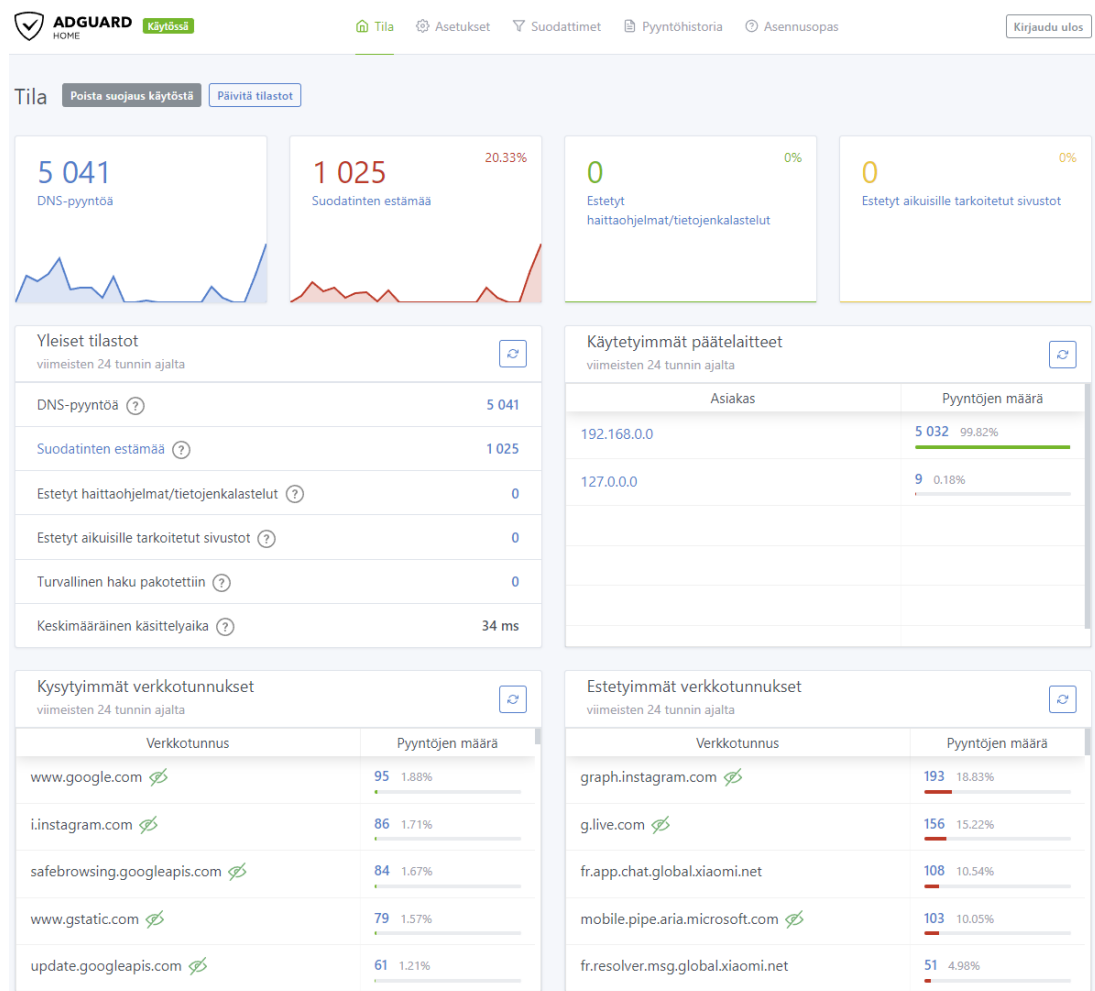 ADGUARD
HOME
Käytössä
Tila
Asetukset
Suodattimet
Pyyntöhistoria
Asennusopas
Kirjaudu ulos
Tila
Poista suojaus käytöstä
Päivitä tilastot
5 041
DNS-pyyntöä
20.33%
1 025
Suodatinten estämää
0%
0
Estetyt
haittaohjelmat/tietojenkalastelut
0%
0
Estetyt aikuisille tarkoitetut sivustot
Yleiset tilastot
viimeisten 24 tunnin ajalta
DNS-pyyntöä ? 5 041
Suodatinten estämää ? 1 025
Estetyt haittaohjelmat/tietojenkalastelut ? 0
Estetyt aikuisille tarkoitetut sivustot ? 0
Turvallinen haku pakotettiin ? 0
Keskimääräinen käsittelyaika ? 34 ms
Käytetyimmät päätelaitteet
viimeisten 24 tunnin ajalta
Asiakas Pyyntöjen määrä
192.168.0.0 5 032 99.82%
127.0.0.0 9 0.18%
Kysytyimmät verkkotunnukset
viimeisten 24 tunnin ajalta
Verkkotunnus Pyyntöjen määrä
www.google.com 95 1.88%
i.instagram.com 86 1.71%
safebrowsing.googleapis.com 84 1.67%
www.gstatic.com 79 1.57%
update.googleapis.com 61 1.21%
Estetyimmät verkkotunnukset
viimeisten 24 tunnin ajalta
Verkkotunnus Pyyntöjen määrä
graph.instagram.com 193 18.83%
g.live.com 156 15.22%
fr.app.chat.global.xiaomi.net 108 10.54%
mobile.pipe.aria.microsoft.com 103 10.05%
fr.resolver.msg.global.xiaomi.net 51 4.98%